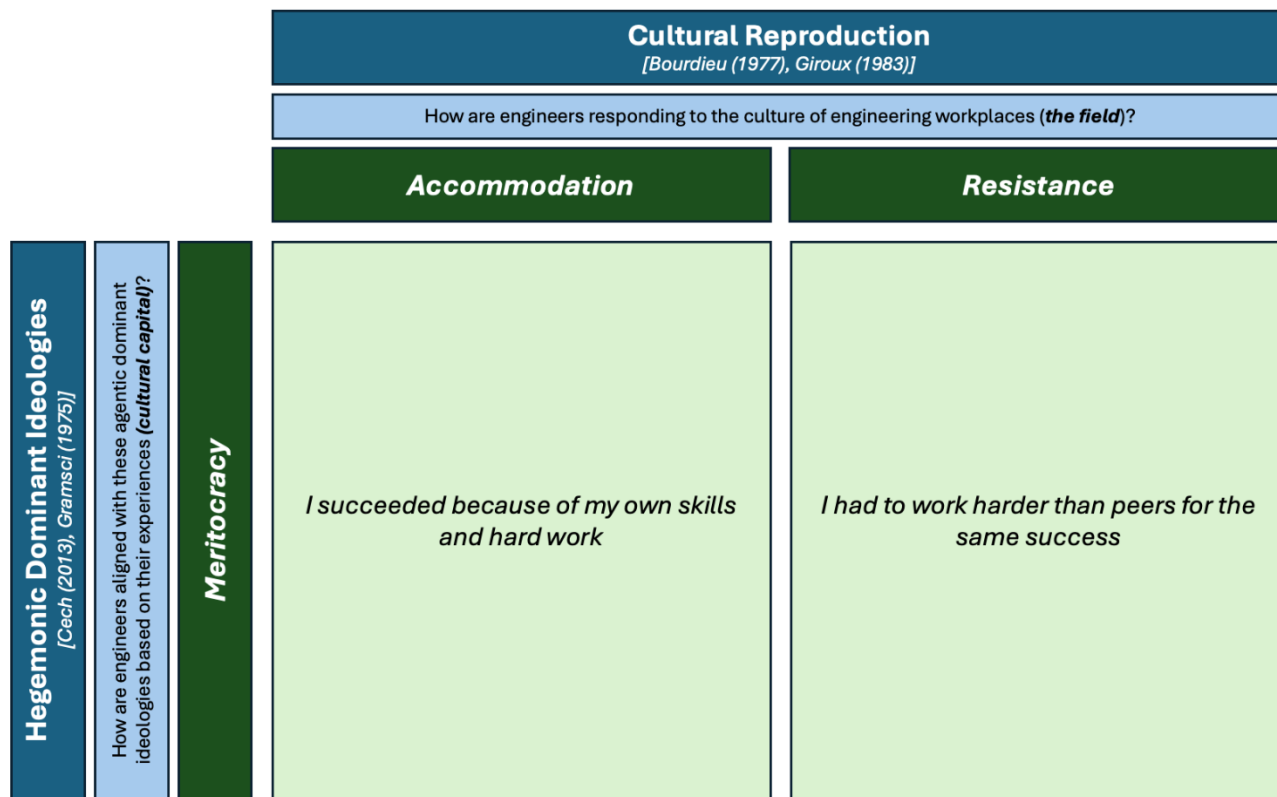 Cultural Reproduction
[Bourdieu (1977), Giroux (1983)]
How are engineers responding to the culture of engineering workplaces (the field)?
Accommodation
Resistance
Hegemonic Dominant Ideologies
[Cech (2013), Gramsci (1975)]
How are engineers aligned with these agentic dominant
ideologies based on their experiences (cultural capital)?
Meritocracy
I succeeded because of my own skills
and hard work
I had to work harder than peers for the
same success